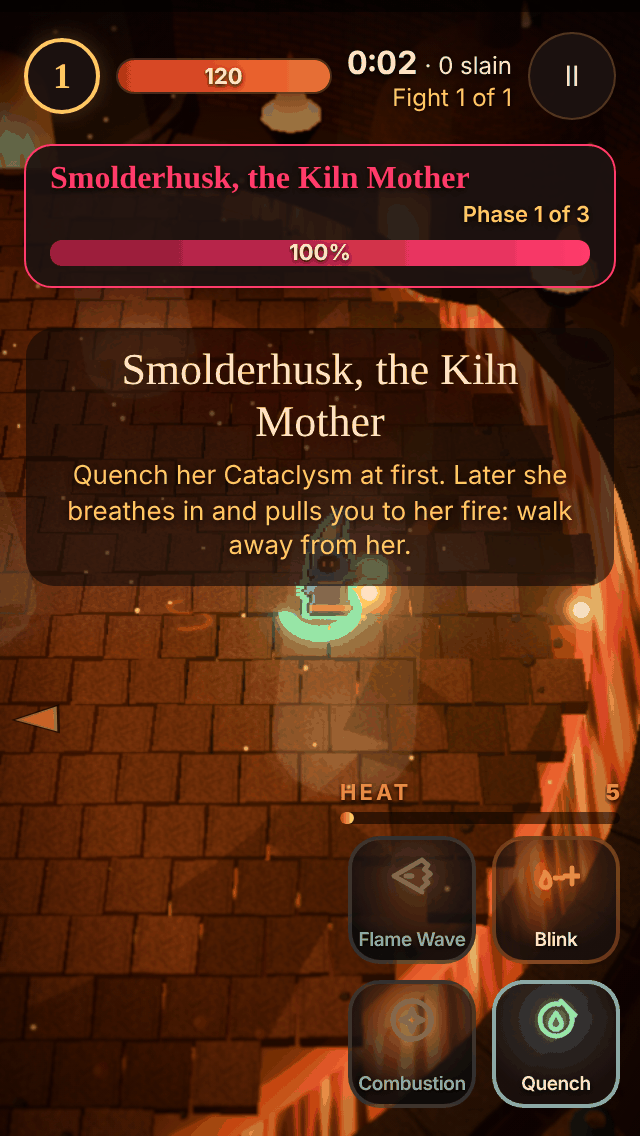 1
120
0:02 · 0 slain
Fight 1 of 1
Smolderhusk, the Kiln Mother
Phase 1 of 3
100%
Smolderhusk, the Kiln
Mother
Quench her Cataclysm at first. Later she
breathes in and pulls you to her fire: walk
away from her.
HEAT 5
Flame Wave
Blink
Combustion
Quench